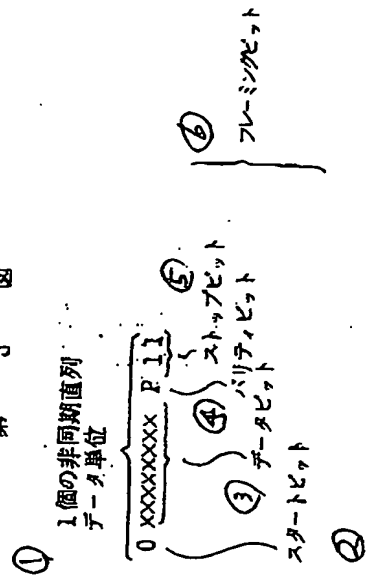 第 3 図
①
1個の非同期直列
データ単位
0 XXXXXXXX P 11
⑤
ストップビット
④
パリティビット
③
データビット
スタートビット
②
⑥
フレーミングビット